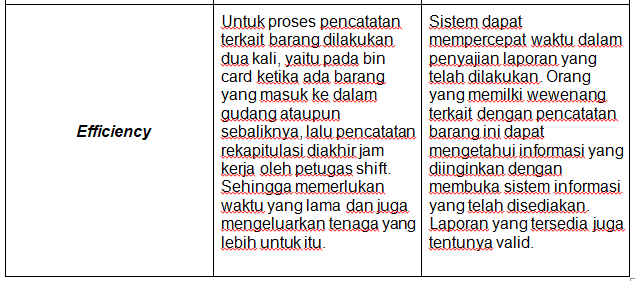 Efficiency
Untuk proses pencatatan
terkait barang dilakukan
dua kali, yaitu pada bin
card ketika ada barang
yang masuk ke dalam
gudang ataupun
sebaliknya, lalu pencatatan
rekapitulasi diakhir jam
kerja oleh petugas shift.
Sehingga memerlukan
waktu yang lama dan juga
mengeluarkan tenaga yang
lebih untuk itu.
Sistem dapat
mempercepat waktu dalam
penyajian laporan yang
telah dilakukan. Orang
yang memilki wewenang
terkait dengan pencatatan
barang ini dapat
mengetahui informasi yang
diinginkan dengan
membuka sistem informasi
yang telah disediakan.
Laporan yang tersedia juga
tentunya valid.